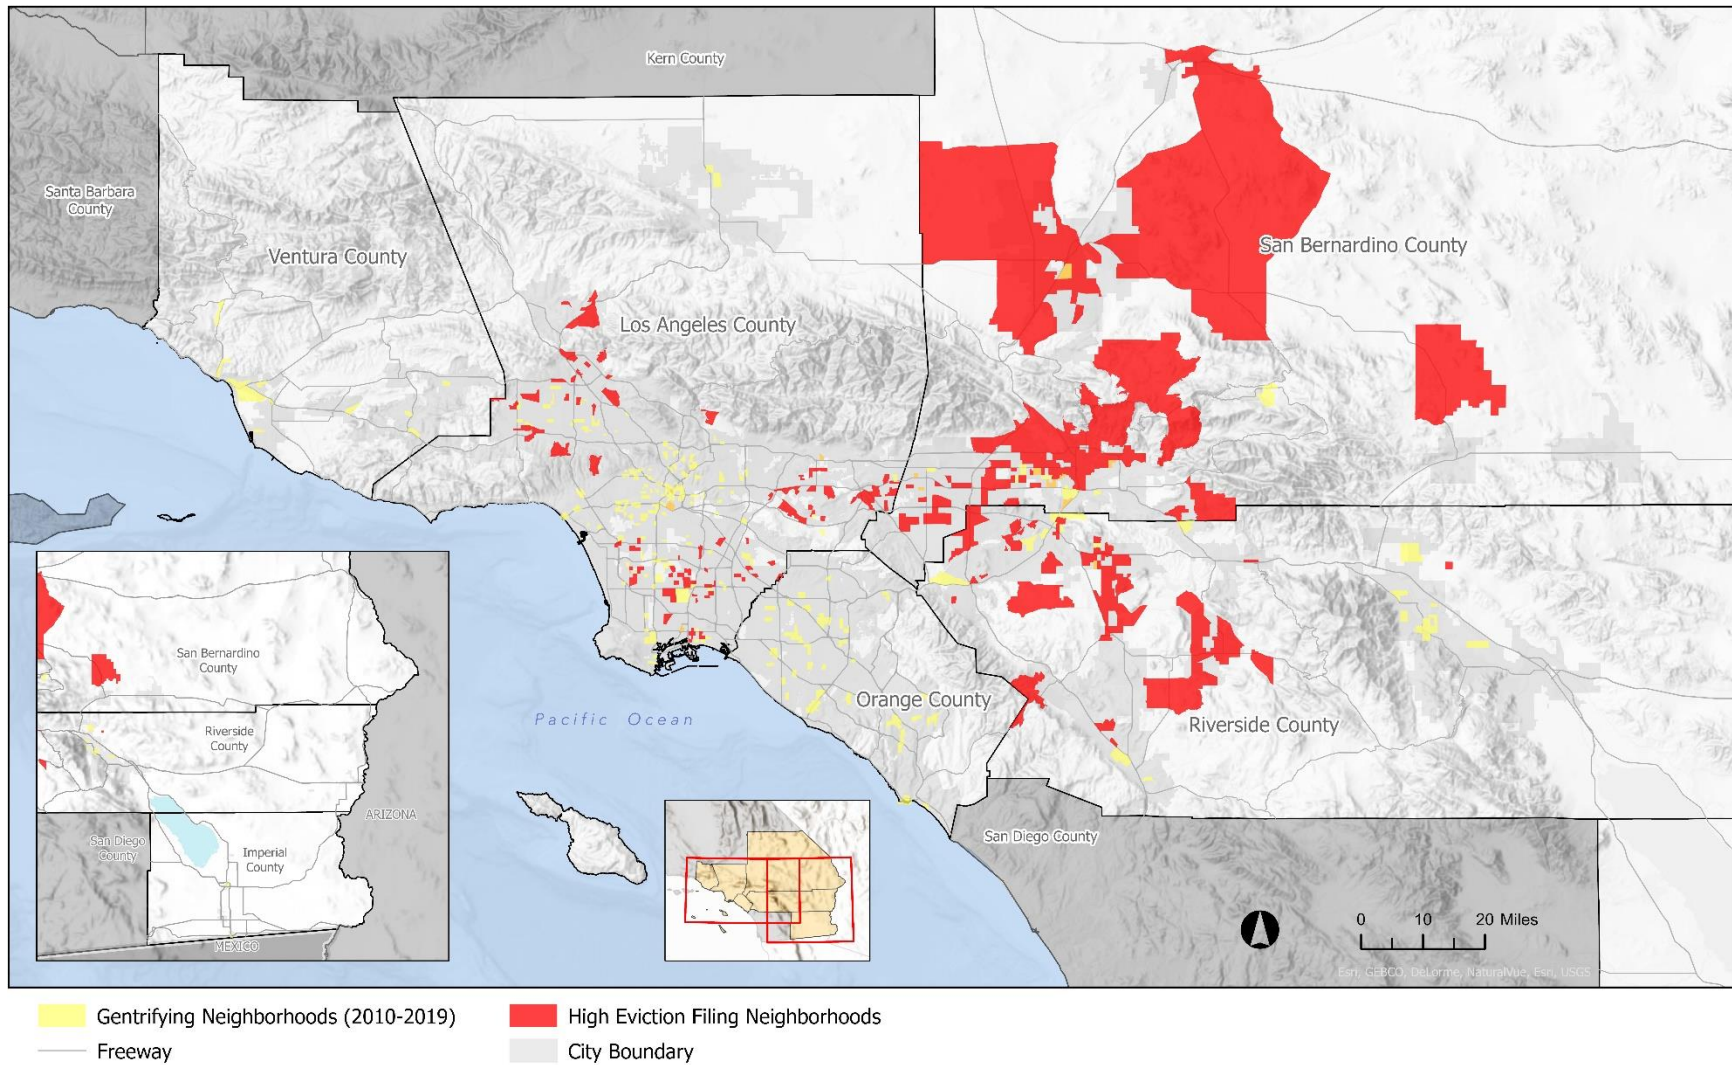 Kern County
Santa Barbara
County
Ventura County
San Bernardino County
Los Angeles County
Orange County
Riverside County
Pacific Ocean
San Diego County
San Bernardino
County
Riverside
County
ARIZONA
San Diego
County
Imperial
County
MEXICO
0 10 20 Miles
Esri, GEBCO, DeLorme, NaturalVue, Esri, USGS
Gentrifying Neighborhoods (2010-2019)
High Eviction Filing Neighborhoods
Freeway
City Boundary